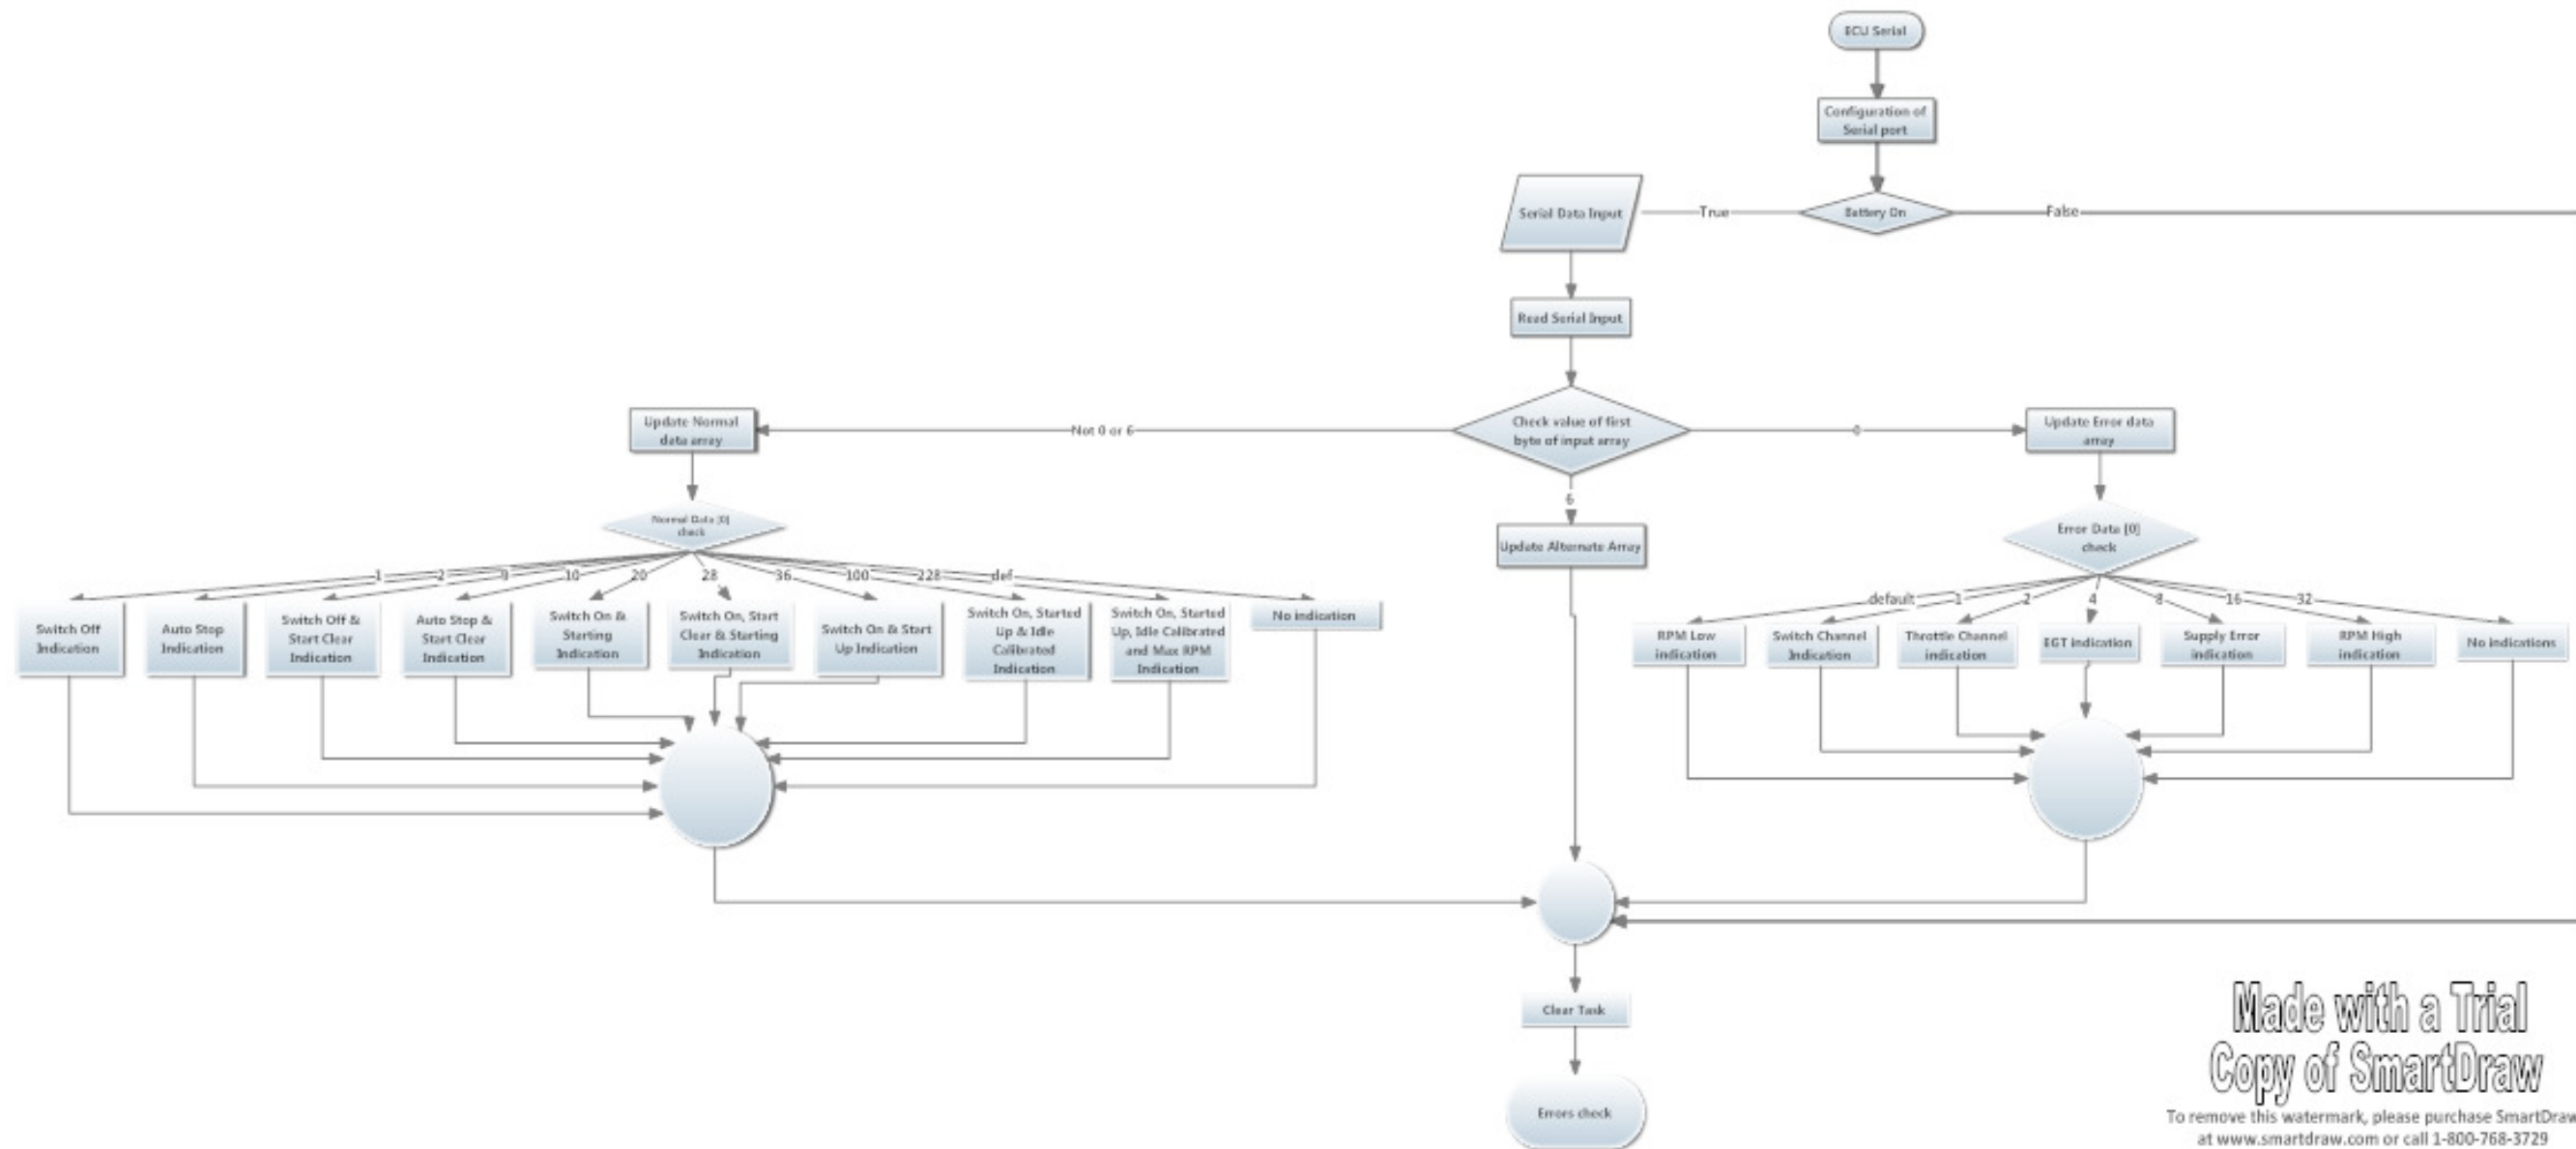 ECU Serial
Configuration of
Serial port
Battery On
True
False
Serial Data Input
Read Serial Input
Check value of first
byte of input array
Not 0 or 6
0
6
Update Normal
data array
Update Error data
array
Update Alternate Array
Normal Data [0]
check
Error Data [0]
check
1
2
9
10
20
28
36
100
228
def
default
1
2
4
8
16
32
Switch Off
Indication
Auto Stop
Indication
Switch Off &
Start Clear
Indication
Auto Stop &
Start Clear
Indication
Switch On &
Starting
Indication
Switch On, Start
Clear & Starting
Indication
Switch On & Start
Up Indication
Switch On, Started
Up & Idle
Calibrated
Indication
Switch On, Started
Up, Idle Calibrated
and Max RPM
Indication
No indication
RPM Low
indication
Switch Channel
Indication
Throttle Channel
indication
EGT indication
Supply Error
indication
RPM High
indication
No indications
Clear Task
Errors check
Made with a Trial
Copy of SmartDraw
To remove this watermark, please purchase SmartDraw
at www.smartdraw.com or call 1-800-768-3729